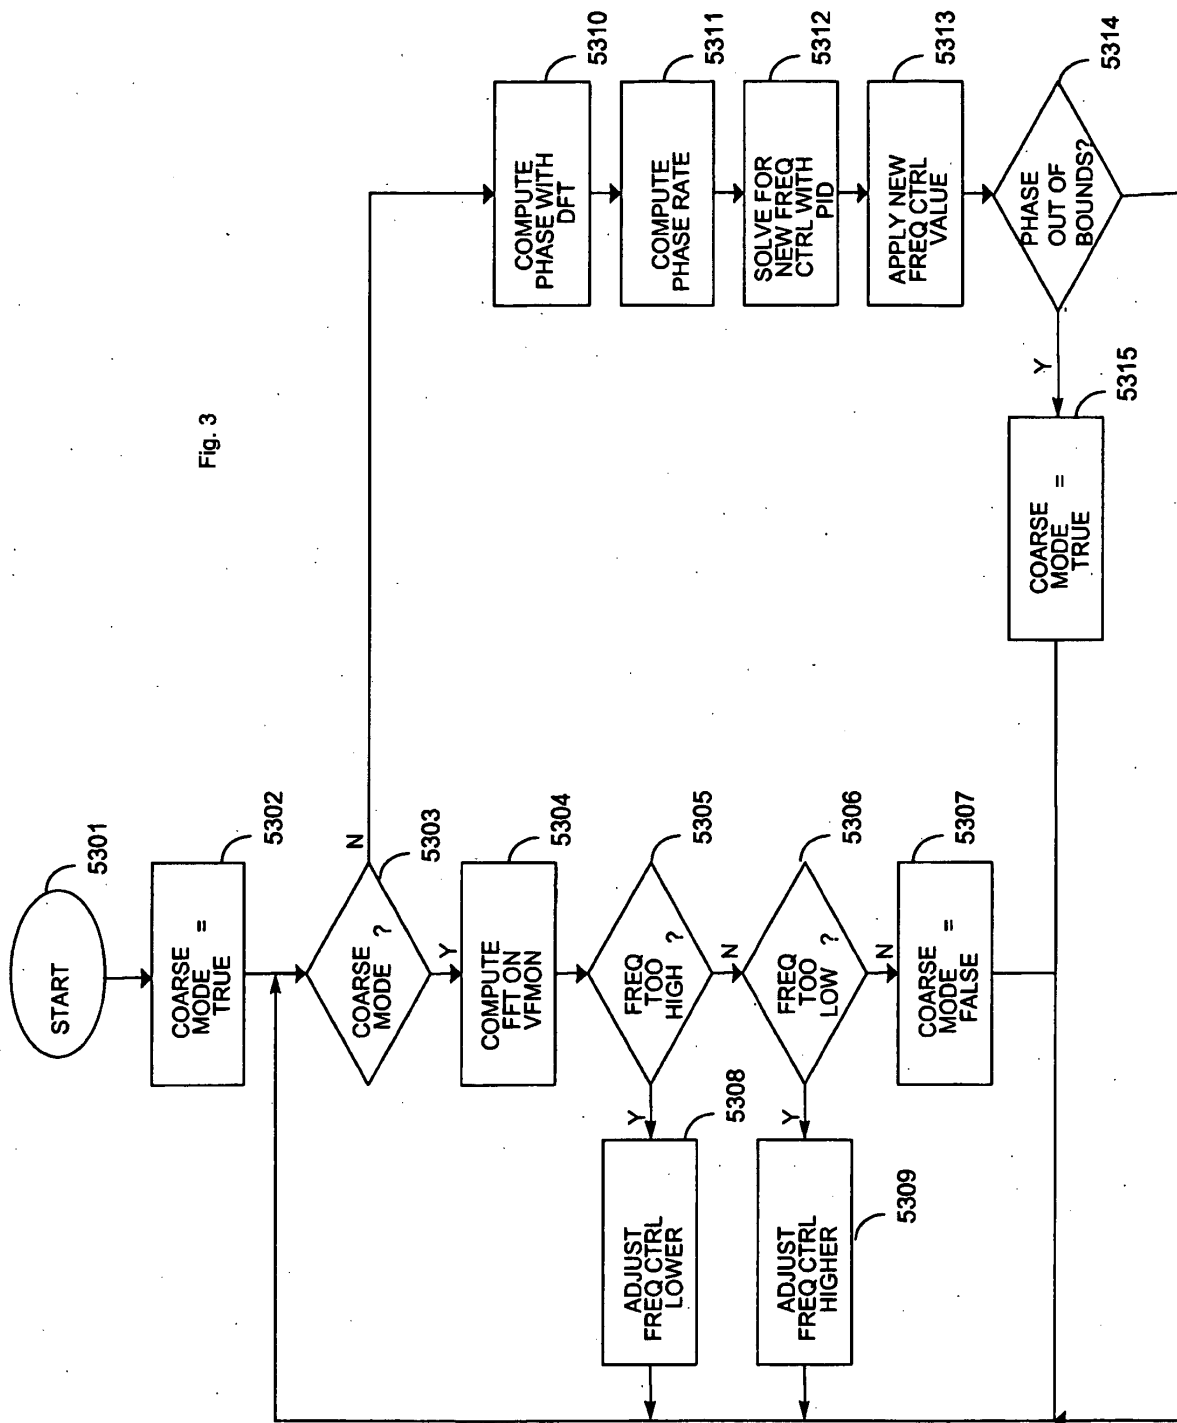 START
5301
COARSE
MODE =
TRUE
5302
COARSE
MODE ?
5303
N
Y
COMPUTE
FFT ON
VFMON
5304
FREQ
TOO
HIGH ?
5305
Y
N
ADJUST
FREQ CTRL
LOWER
5308
FREQ
TOO
LOW ?
5306
Y
N
ADJUST
FREQ CTRL
HIGHER
5309
COARSE
MODE =
FALSE
5307
COMPUTE
PHASE WITH
DFT
5310
COMPUTE
PHASE RATE
5311
SOLVE FOR
NEW FREQ
CTRL WITH
PID
5312
APPLY NEW
FREQ CTRL
VALUE
5313
PHASE
OUT OF
BOUNDS?
5314
Y
COARSE
MODE =
TRUE
5315
Fig. 3